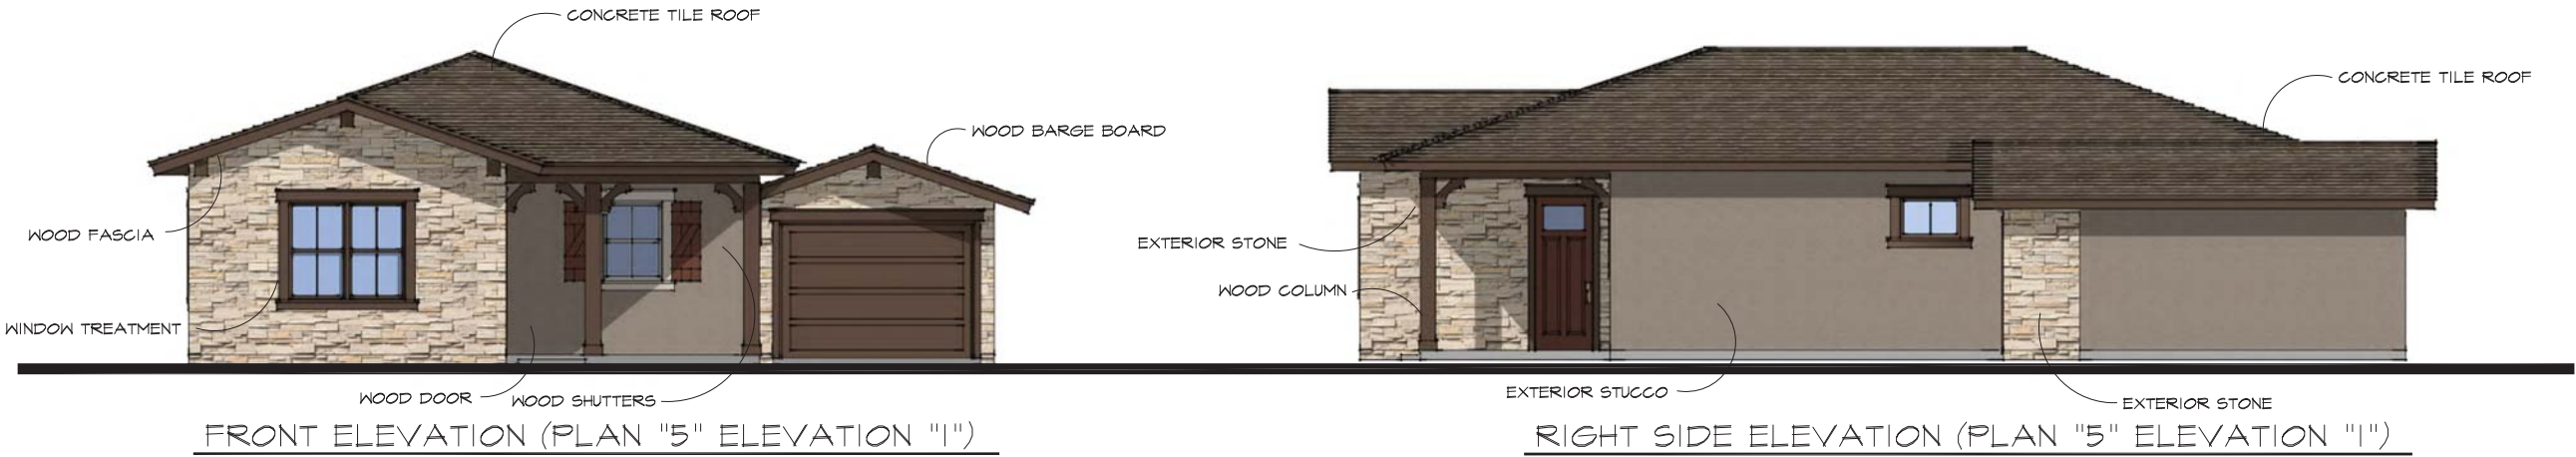 CONCRETE TILE ROOF
WOOD BARGE BOARD
WOOD FASCIA
WINDOW TREATMENT
WOOD DOOR
WOOD SHUTTERS
FRONT ELEVATION (PLAN "5" ELEVATION "1")
CONCRETE TILE ROOF
EXTERIOR STONE
WOOD COLUMN
EXTERIOR STUCCO
EXTERIOR STONE
RIGHT SIDE ELEVATION (PLAN "5" ELEVATION "1")